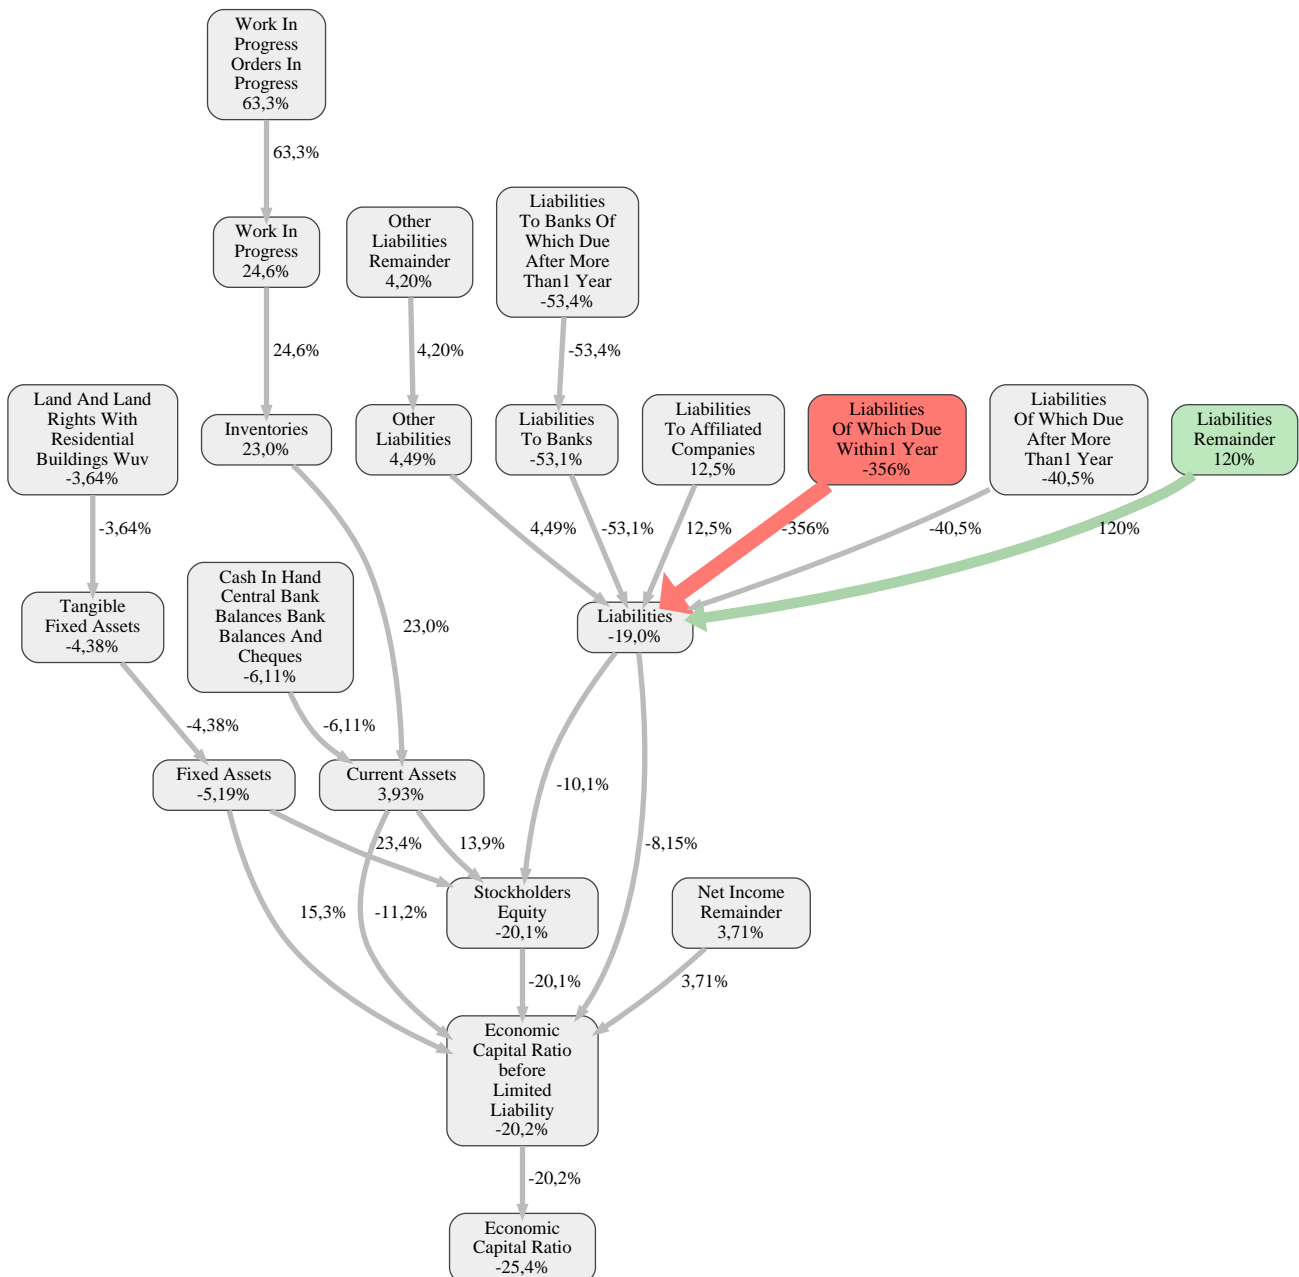 Work In
Progress
Orders In
Progress
63,3%
63,3%
Work In
Progress
24,6%
Other
Liabilities
Remainder
4,20%
Liabilities
To Banks Of
Which Due
After More
Than1 Year
-53,4%
24,6%
4,20%
-53,4%
Land And Land
Rights With
Residential
Buildings Wuv
-3,64%
Inventories
23,0%
Other
Liabilities
4,49%
Liabilities
To Banks
-53,1%
Liabilities
To Affiliated
Companies
12,5%
Liabilities
Of Which Due
Within1 Year
-356%
Liabilities
Of Which Due
After More
Than1 Year
-40,5%
Liabilities
Remainder
120%
-3,64%
4,49%
-53,1%
12,5%
-356%
-40,5%
120%
Tangible
Fixed Assets
-4,38%
Cash In Hand
Central Bank
Balances Bank
Balances And
Cheques
-6,11%
23,0%
Liabilities
-19,0%
-4,38%
-6,11%
Fixed Assets
-5,19%
Current Assets
3,93%
-10,1%
23,4%
13,9%
-8,15%
15,3%
-11,2%
Stockholders
Equity
-20,1%
Net Income
Remainder
3,71%
-20,1%
3,71%
Economic
Capital Ratio
before
Limited
Liability
-20,2%
-20,2%
Economic
Capital Ratio
-25,4%